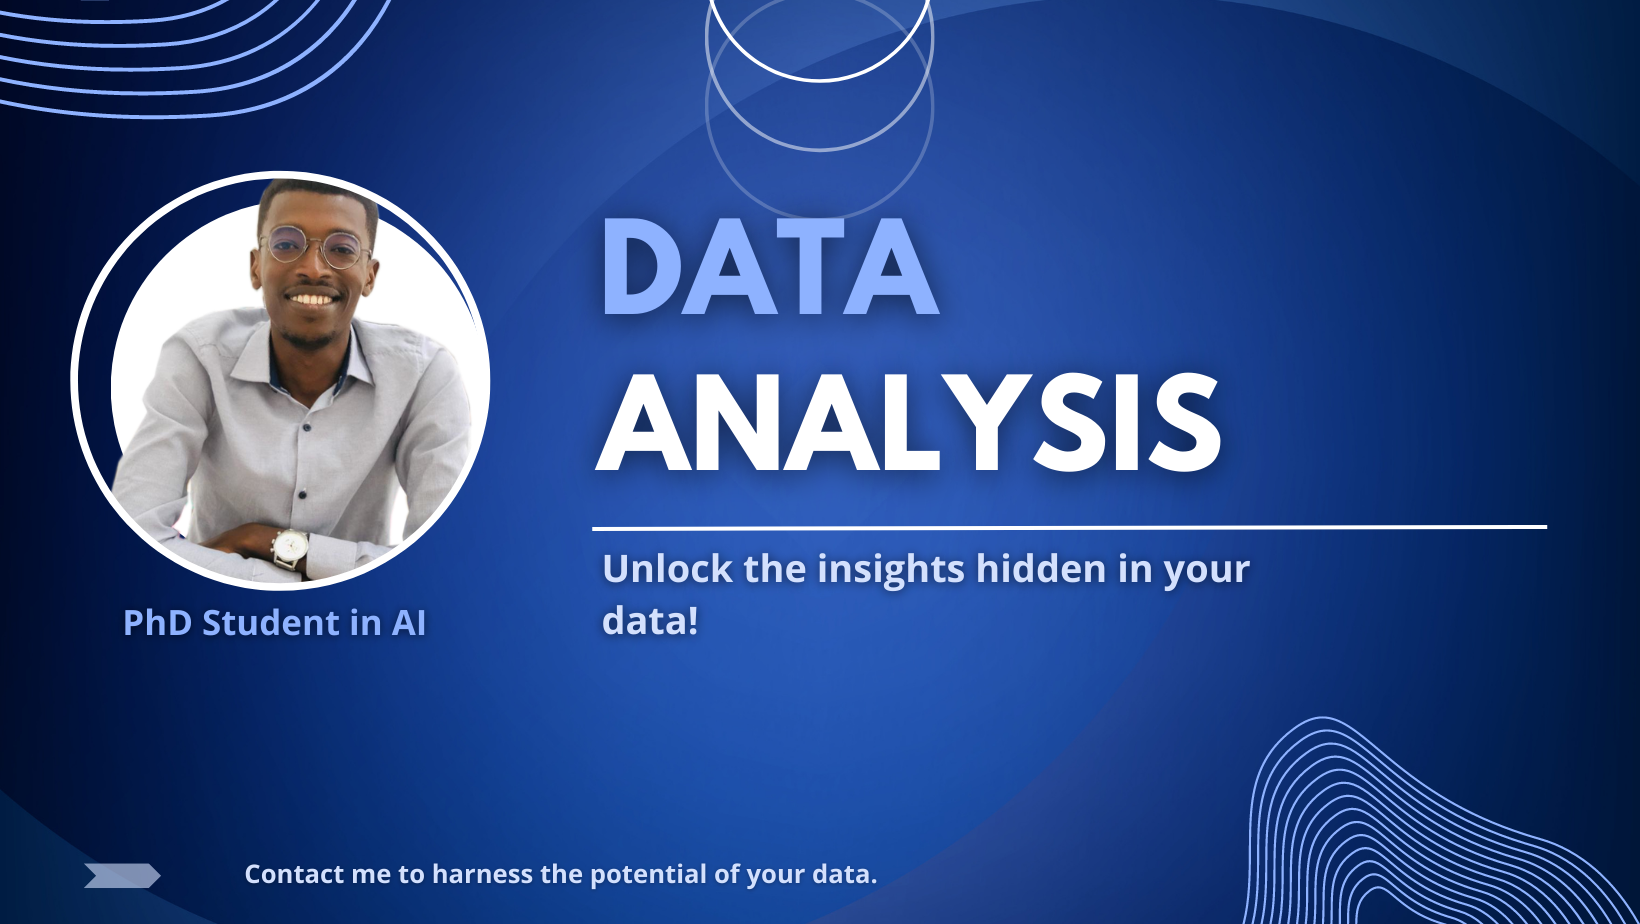 DATA
ANALYSIS
Unlock the insights hidden in your
data!
PhD Student in AI
Contact me to harness the potential of your data.